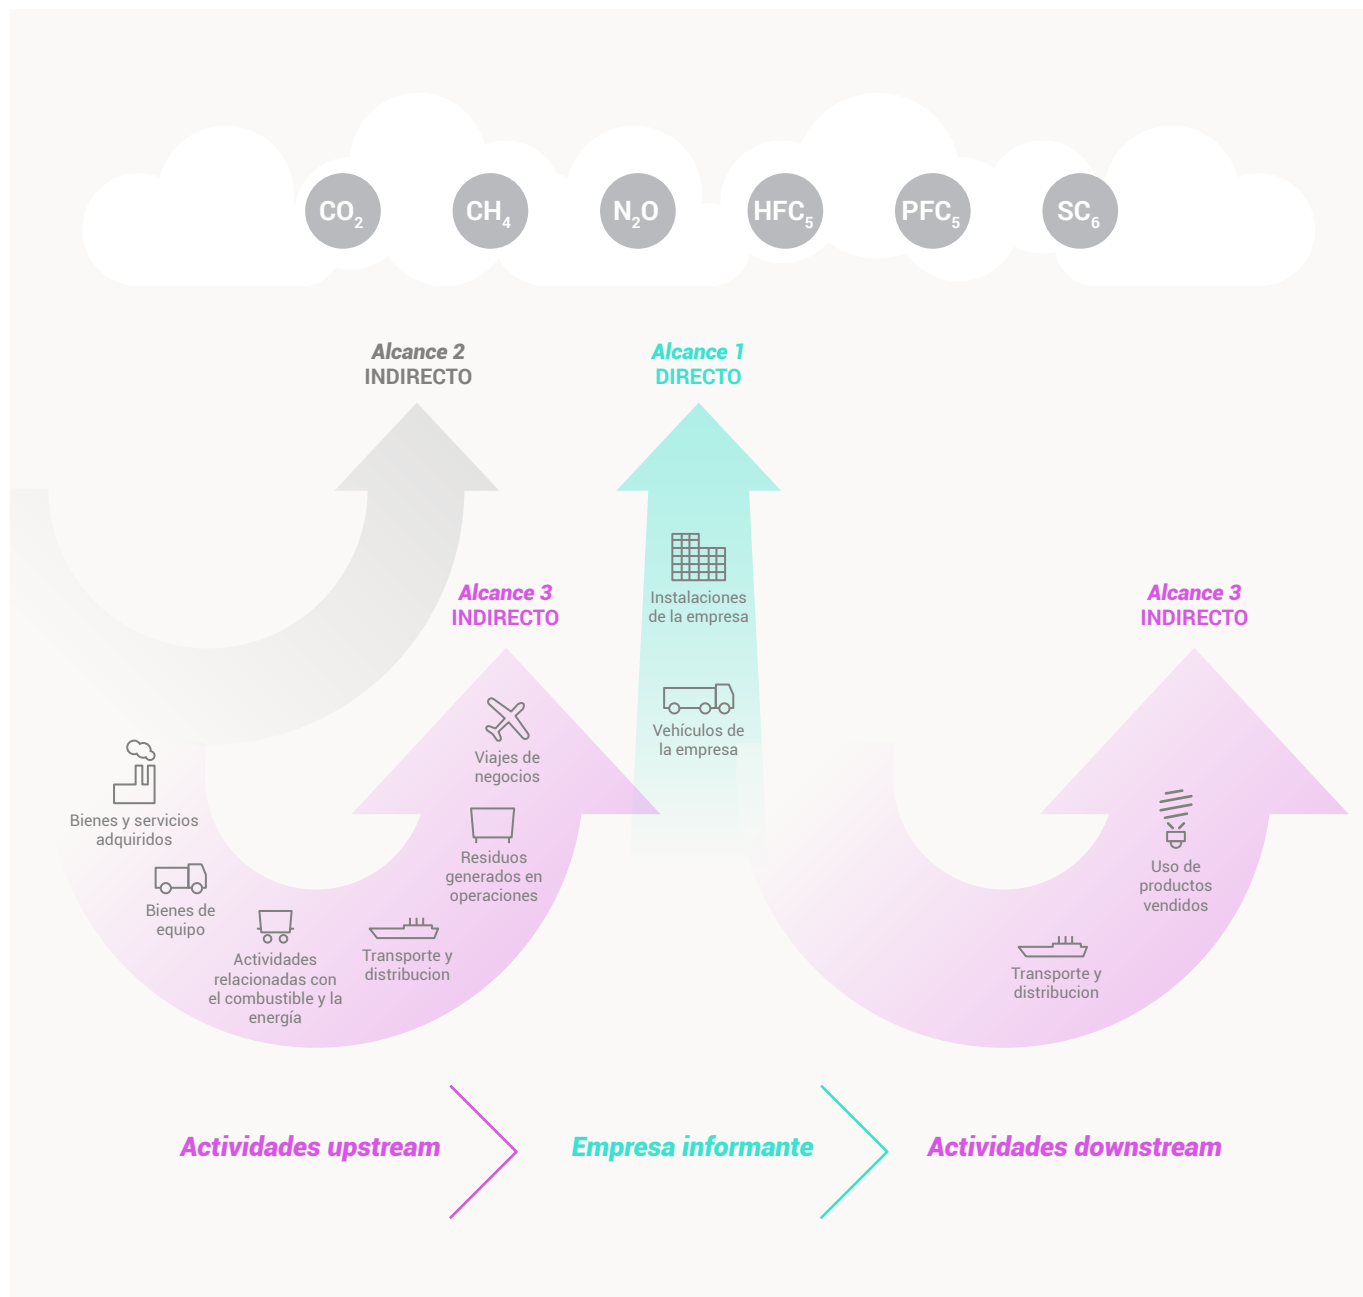 CO2
CH4
N2O
HFC5
PFC5
SC6
Alcance 2
INDIRECTO
Alcance 1
DIRECTO
Instalaciones
de la empresa
Vehículos de
la empresa
Alcance 3
INDIRECTO
Viajes de
negocios
Residuos
generados en
operaciones
Bienes y servicios
adquiridos
Bienes de
equipo
Actividades
relacionadas con
el combustible y la
energía
Transporte y
distribucion
Alcance 3
INDIRECTO
Uso de
productos
vendidos
Transporte y
distribucion
Actividades upstream
Empresa informante
Actividades downstream